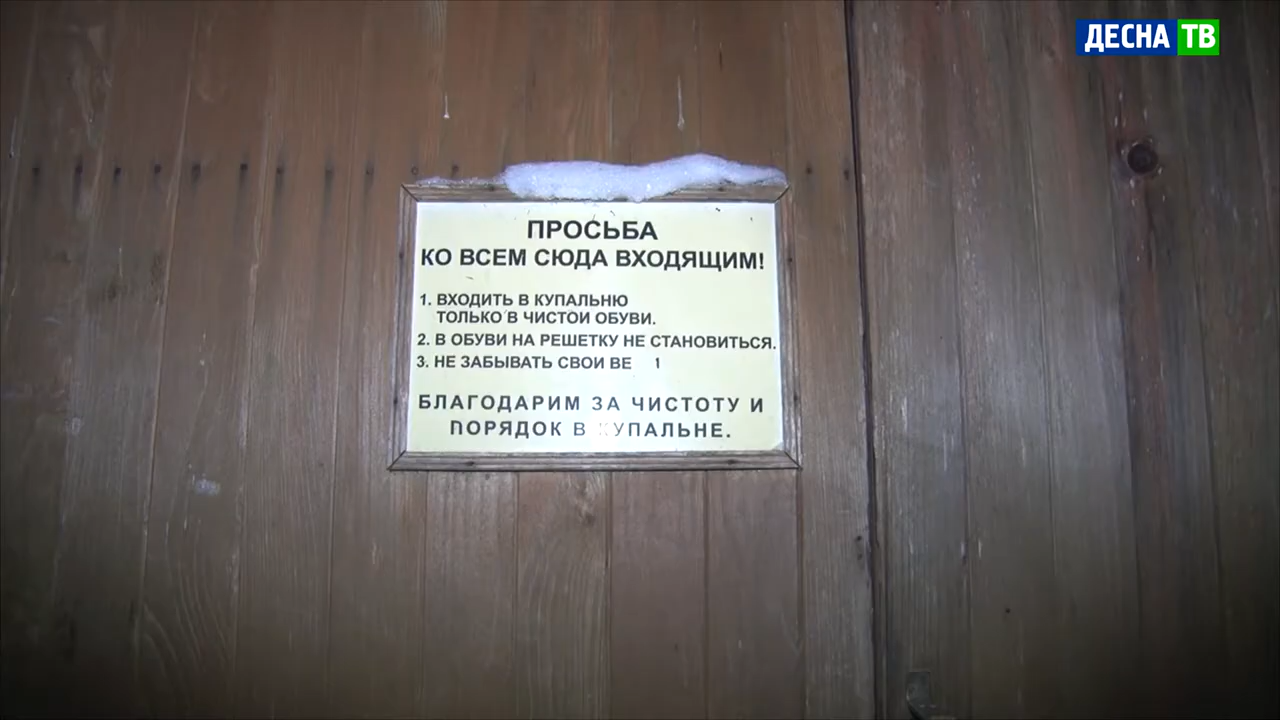 ДЕСНА ТВ
ПРОСЬБА
КО ВСЕМ СЮДА ВХОДЯЩИМ!
1. ВХОДИТЬ В КУПАЛЬНЮ
ТОЛЬКО В ЧИСТОЙ ОБУВИ.
2. В ОБУВИ НА РЕШЕТКУ НЕ СТАНОВИТЬСЯ.
3. НЕ ЗАБЫВАТЬ СВОИ
БЛАГОДАРИМ ЗА ЧИСТОТУ И
ПОРЯДОК В КУПАЛЬНЕ.